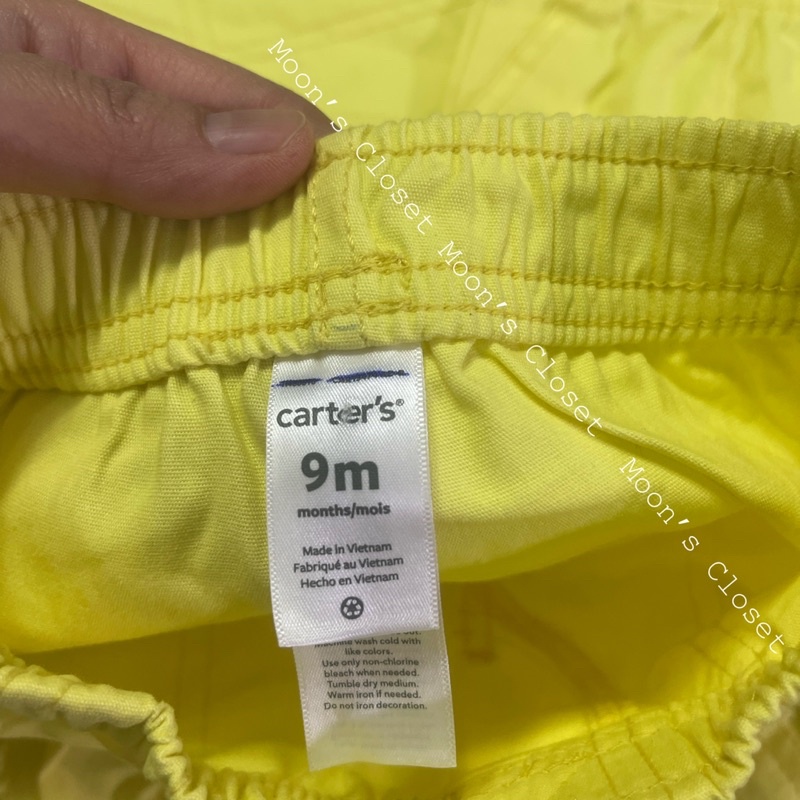 Moon's Closet Moon's Closet Moon's Closet
carter's®
9m
months/mois
Made in Vietnam
Fabriqué au Vietnam
Hecho en Vietnam
wash cold with
like colors.
Use only non-chlorine
bleach when needed.
Tumble dry medium.
Warm iron if needed.
Do not iron decoration.